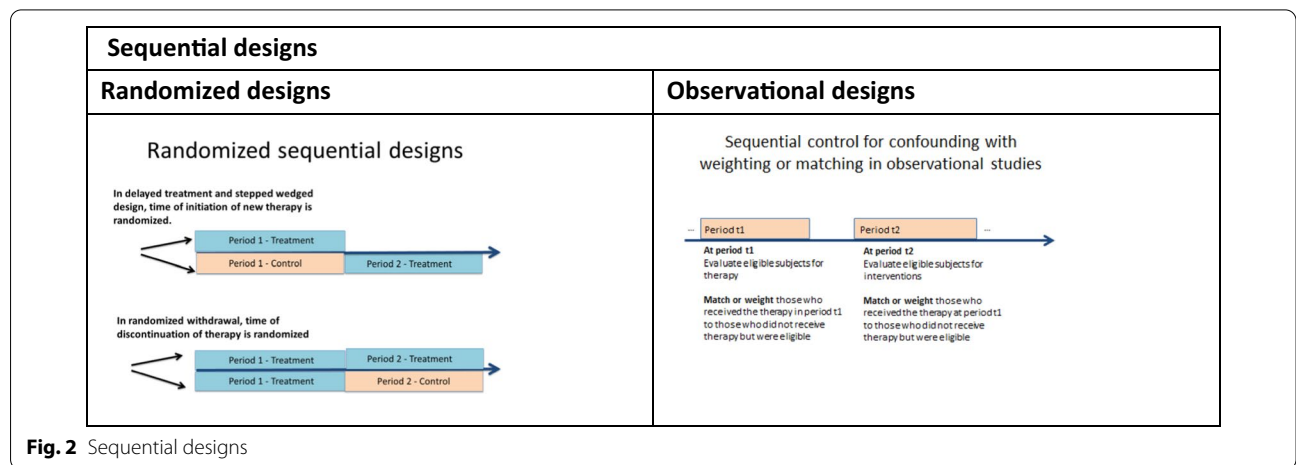 Sequential designs
Randomized designs
Observational designs
Randomized sequential designs
In delayed treatment and stepped wedged
design, time of initiation of new therapy is
randomized.
Period 1 - Treatment
Period 1 - Control
Period 2 - Treatment
In randomized withdrawal, time of
discontinuation of therapy is randomized
Period 1 - Treatment
Period 2 - Treatment
Period 1 - Treatment
Period 2 - Control
Sequential control for confounding with
weighting or matching in observational studies
...
Period t1
Period t2
...
At period t1
Evaluate eligible subjects for
therapy
Match or weight those who
received the therapy in period t1
to those who did not receive
therapy but were eligible
At period t2
Evaluate eligible subjects for
interventions
Match or weight those who
received the therapy at period t1
to those who did not receive
therapy but were eligible
Fig. 2 Sequential designs